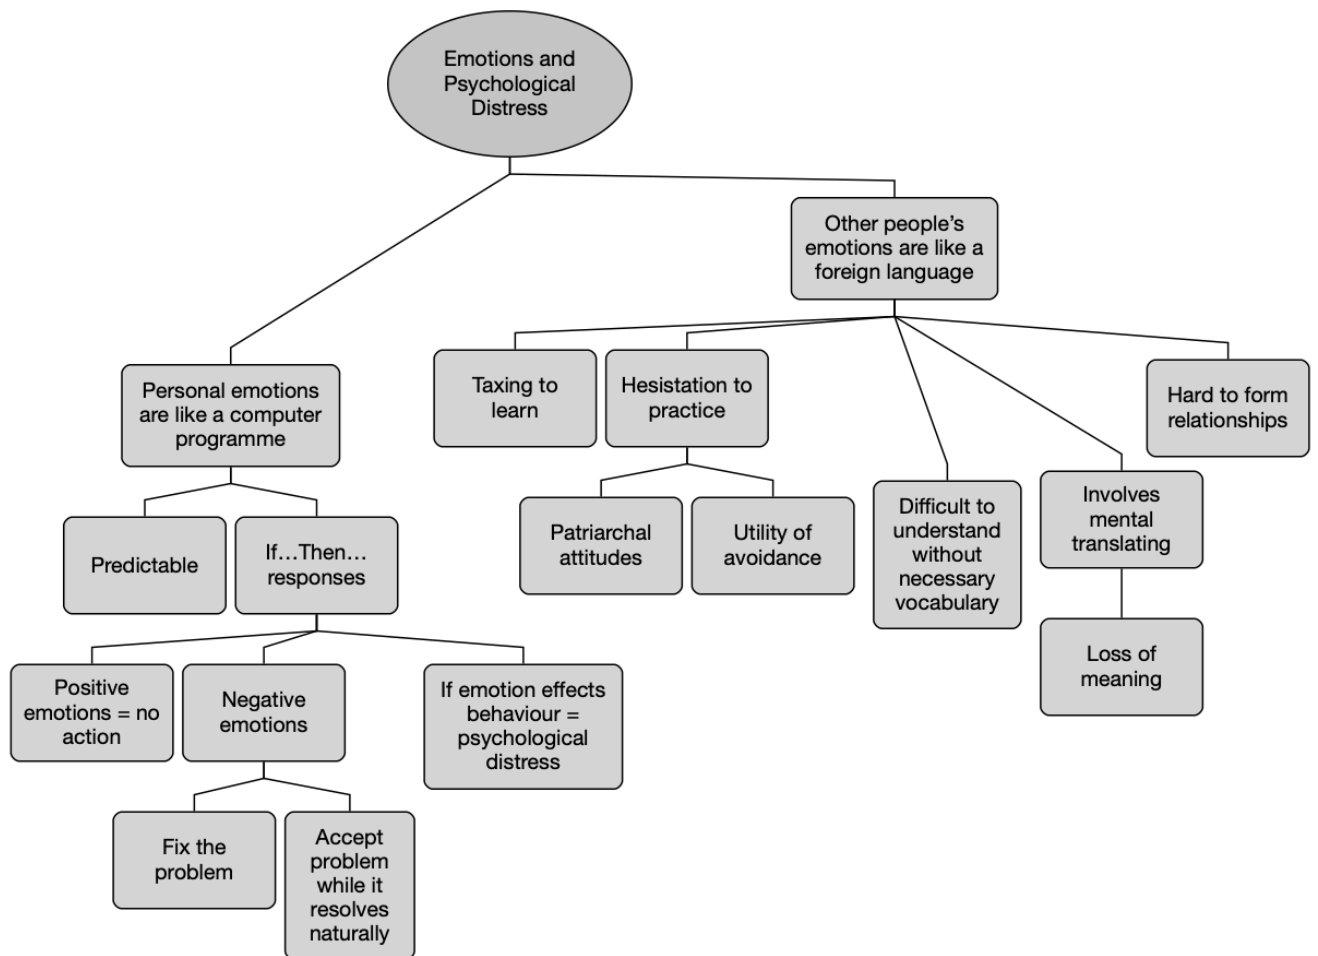 Emotions and
Psychological
Distress
Other people’s
emotions are like a
foreign language
Personal emotions
are like a computer
programme
Taxing to
learn
Hesistation to
practice
Hard to form
relationships
Predictable
If...Then...
responses
Patriarchal
attitudes
Utility of
avoidance
Difficult to
understand
without
necessary
vocabulary
Involves
mental
translating
Positive
emotions = no
action
Negative
emotions
If emotion effects
behaviour =
psychological
distress
Loss of
meaning
Fix the
problem
Accept
problem
while it
resolves
naturally